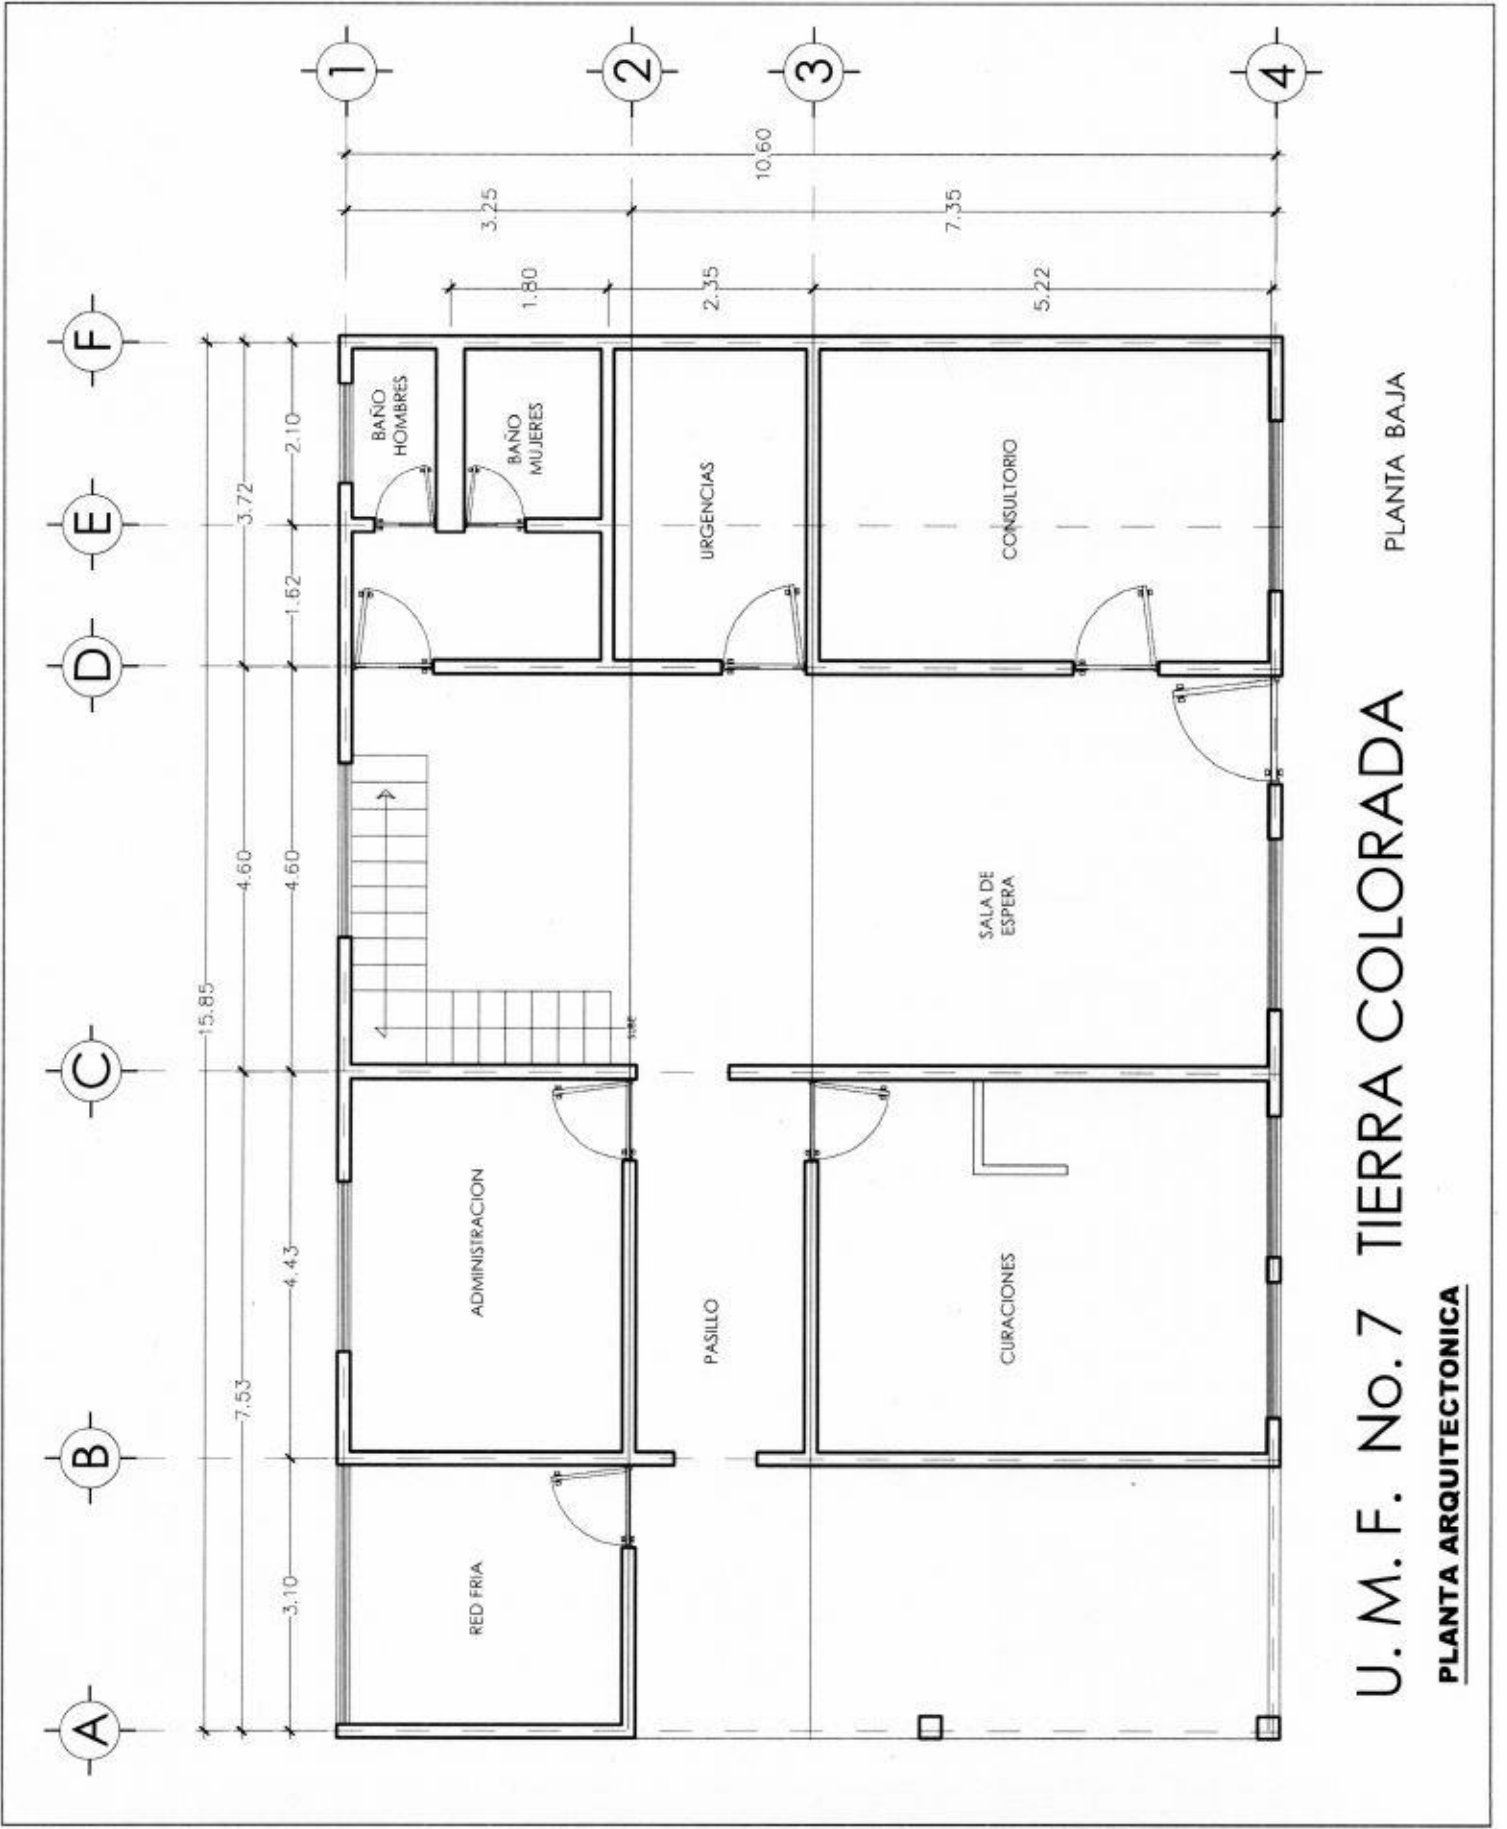 A
B
C
D
E
F
15.85
7.53
4.60
3.72
3.10
4.43
4.60
1.62
2.10
1
2
3
4
10.60
3.25
7.35
1.80
2.35
5.22
BAÑO
HOMBRES
BAÑO
MUJERES
URGENCIAS
CONSULTORIO
SUBE
SALA DE
ESPERA
ADMINISTRACION
PASILLO
CURACIONES
RED FRIA
PLANTA BAJA
U. M. F. No. 7 TIERRA COLORADA
PLANTA ARQUITECTONICA